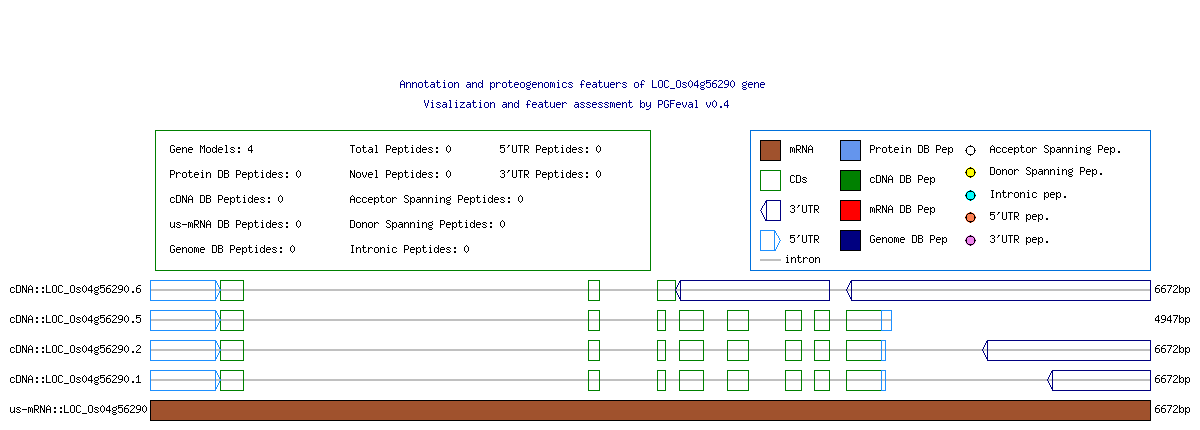 Annotation and proteogenomics featuers of LOC_Os04g56290 gene
Visalization and featuer assessment by PGFeval v0.4
Gene Models: 4 Total Peptides: 0 5'UTR Peptides: 0
Protein DB Peptides: 0 Novel Peptides: 0 3'UTR Peptides: 0
cDNA DB Peptides: 0 Acceptor Spanning Peptides: 0
us-mRNA DB Peptides: 0 Donor Spanning Peptides: 0
Genome DB Peptides: 0 Intronic Peptides: 0
mRNA Protein DB Pep Acceptor Spanning Pep.
CDs cDNA DB Pep Donor Spanning Pep.
3'UTR mRNA DB Pep Intronic pep.
5'UTR Genome DB Pep 5'UTR pep.
intron 3'UTR pep.
cDNA::LOC_Os04g56290.6 6672bp
cDNA::LOC_Os04g56290.5 4947bp
cDNA::LOC_Os04g56290.2 6672bp
cDNA::LOC_Os04g56290.1 6672bp
us-mRNA::LOC_Os04g56290 6672bp